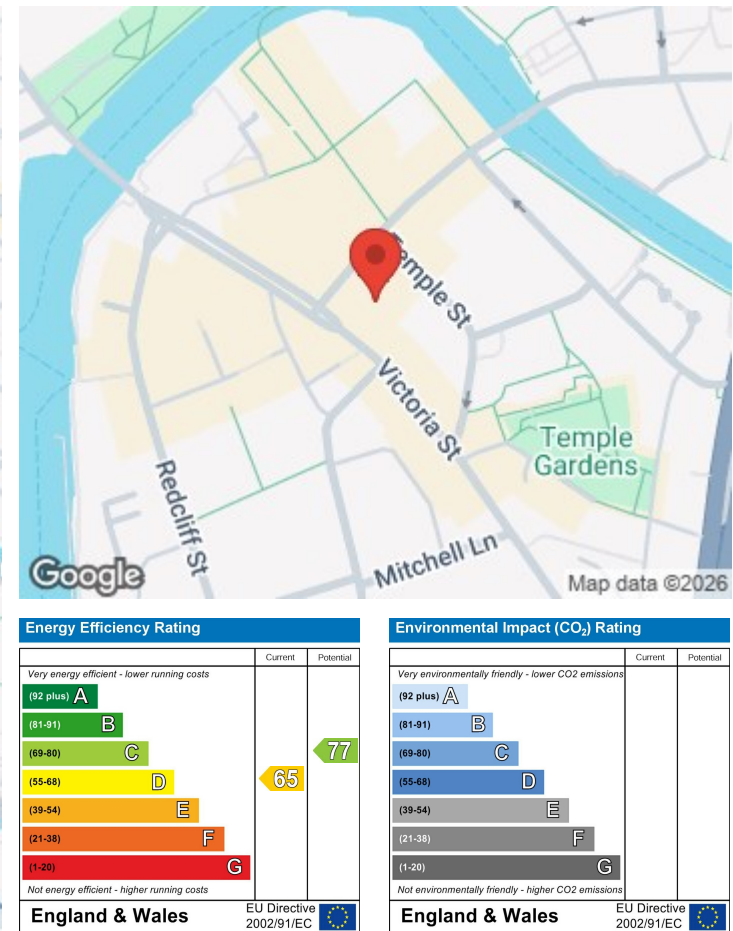 Temple St
Victoria St
Temple
Gardens
Redcliff St
Mitchell Ln
Google
Map data ©2026
Energy Efficiency Rating
Current
Potential
Very energy efficient - lower running costs
(92 plus) A
(81-91) B
(69-80) C
(55-68) D
(39-54) E
(21-38) F
(1-20) G
65
77
Not energy efficient - higher running costs
England & Wales
EU Directive
2002/91/EC
Environmental Impact (CO₂) Rating
Current
Potential
Very environmentally friendly - lower CO2 emissions
(92 plus) A
(81-91) B
(69-80) C
(55-68) D
(39-54) E
(21-38) F
(1-20) G
Not environmentally friendly - higher CO2 emissions
England & Wales
EU Directive
2002/91/EC